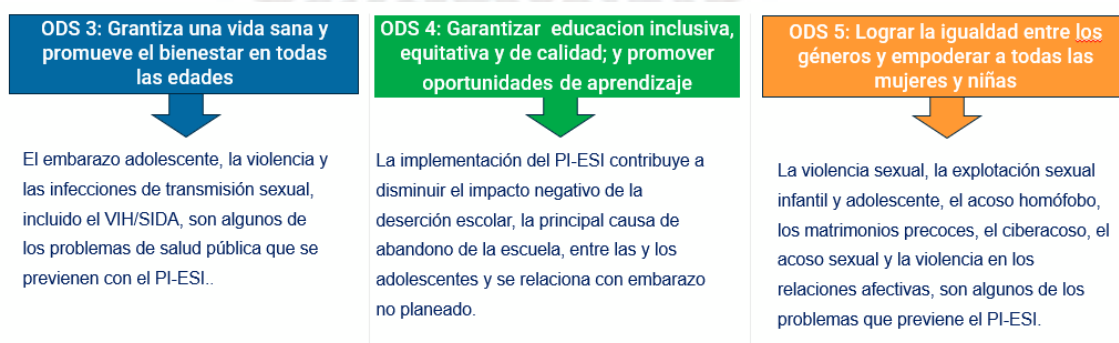 ODS 3: Grantiza una vida sana y
promueve el bienestar en todas
las edades
El embarazo adolescente, la violencia y
las infecciones de transmisión sexual,
incluido el VIH/SIDA, son algunos de
los problemas de salud pública que se
previenen con el PI-ESI..
ODS 4: Garantizar educacion inclusiva,
equitativa y de calidad; y promover
oportunidades de aprendizaje
La implementación del PI-ESI contribuye a
disminuir el impacto negativo de la
deserción escolar, la principal causa de
abandono de la escuela, entre las y los
adolescentes y se relaciona con embarazo
no planeado.
ODS 5: Lograr la igualdad entre los
géneros y empoderar a todas las
mujeres y niñas
La violencia sexual, la explotación sexual
infantil y adolescente, el acoso homófobo,
los matrimonios precoces, el ciberacoso, el
acoso sexual y la violencia en los
relaciones afectivas, son algunos de los
problemas que previene el PI-ESI.